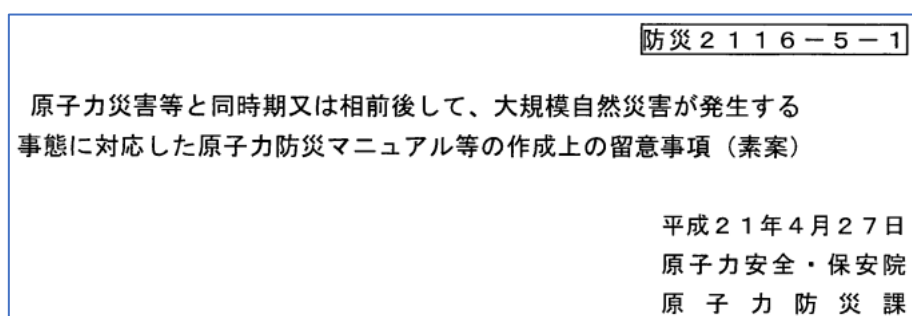 防災２１１６－５－１
原子力災害等と同時期又は相前後して、大規模自然災害が発生する
事態に対応した原子力防災マニュアル等の作成上の留意事項（素案）
平成２１年４月２７日
原子力安全・保安院
原子力防災課